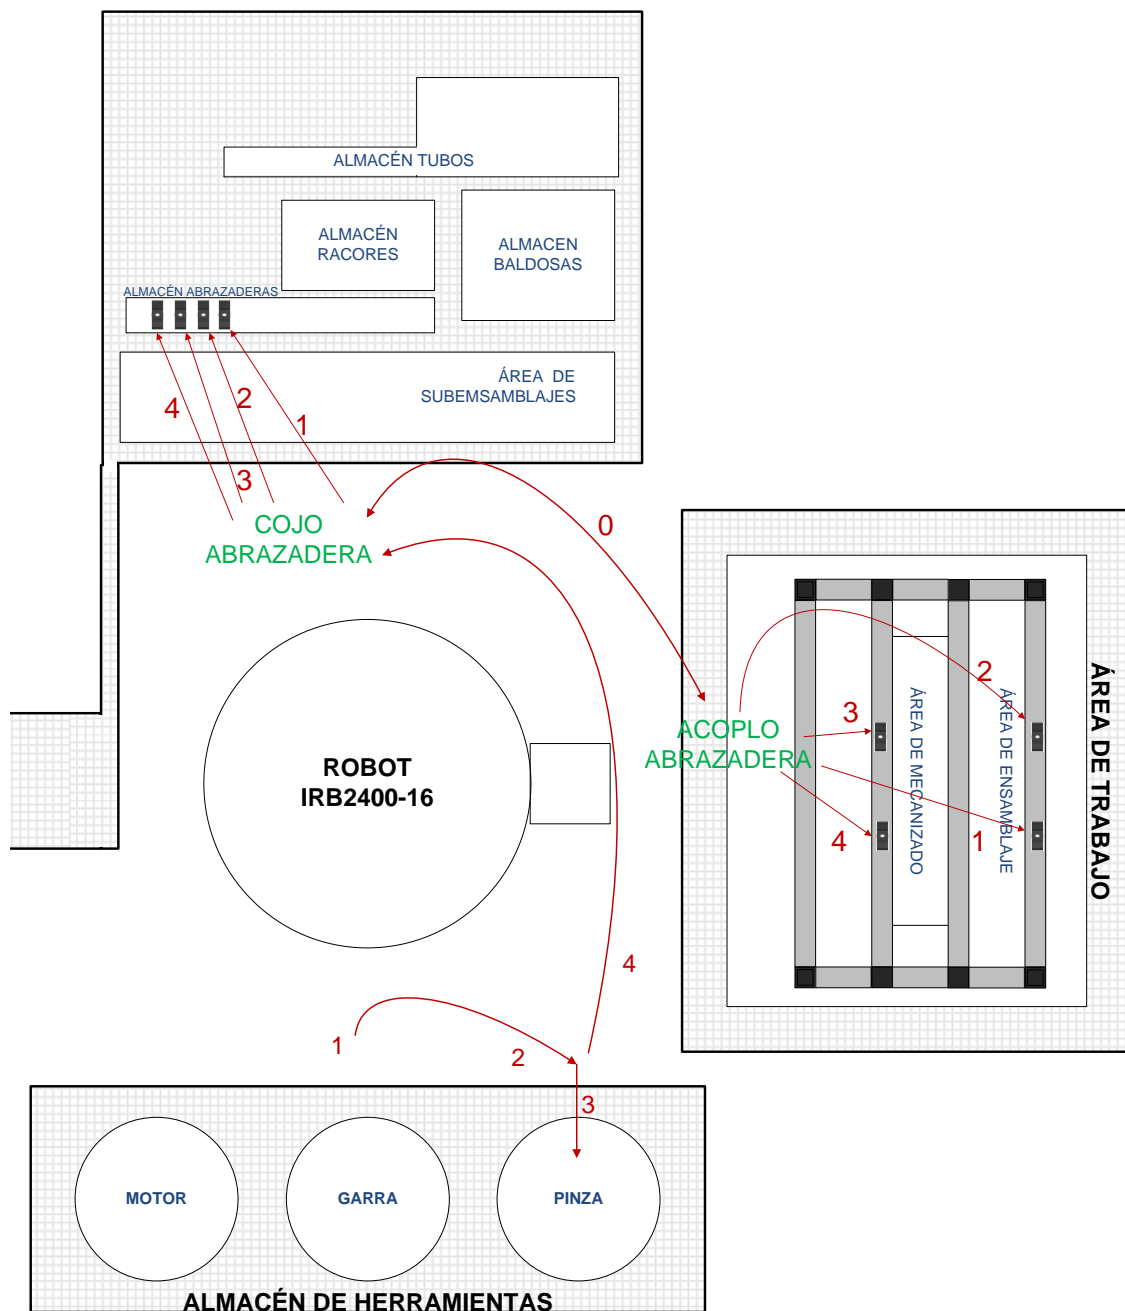 ALMACÉN TUBOS
ALMACÉN
RACORES
ALMACEN
BALDOSAS
ALMACÉN ABRAZADERAS
ÁREA DE
SUBEMSAMBLAJES
4
2
1
3
COJO
ABRAZADERA
0
ROBOT
IRB2400-16
ACOPLO
ABRAZADERA
3
2
4
1
ÁREA DE MECANIZADO
ÁREA DE ENSAMBLAJE
ÁREA DE TRABAJO
4
1
2
3
MOTOR
GARRA
PINZA
ALMACÉN DE HERRAMIENTAS